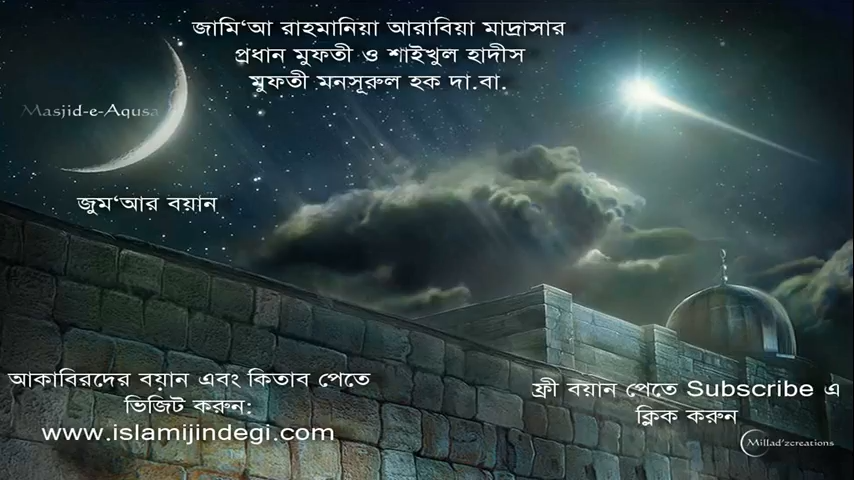 জামি‘আ রাহমানিয়া আরাবিয়া মাদ্রাসার
প্রধান মুফতী ও শাইখুল হাদীস
মুফতী মনসূরুল হক দা.বা.
Masjid-e-Aqusa
জুম‘আর বয়ান
আকাবিরদের বয়ান এবং কিতাব পেতে
ভিজিট করুন:
www.islamijindegi.com
ফ্রী বয়ান পেতে Subscribe এ
ক্লিক করুন
Millad'zcreations